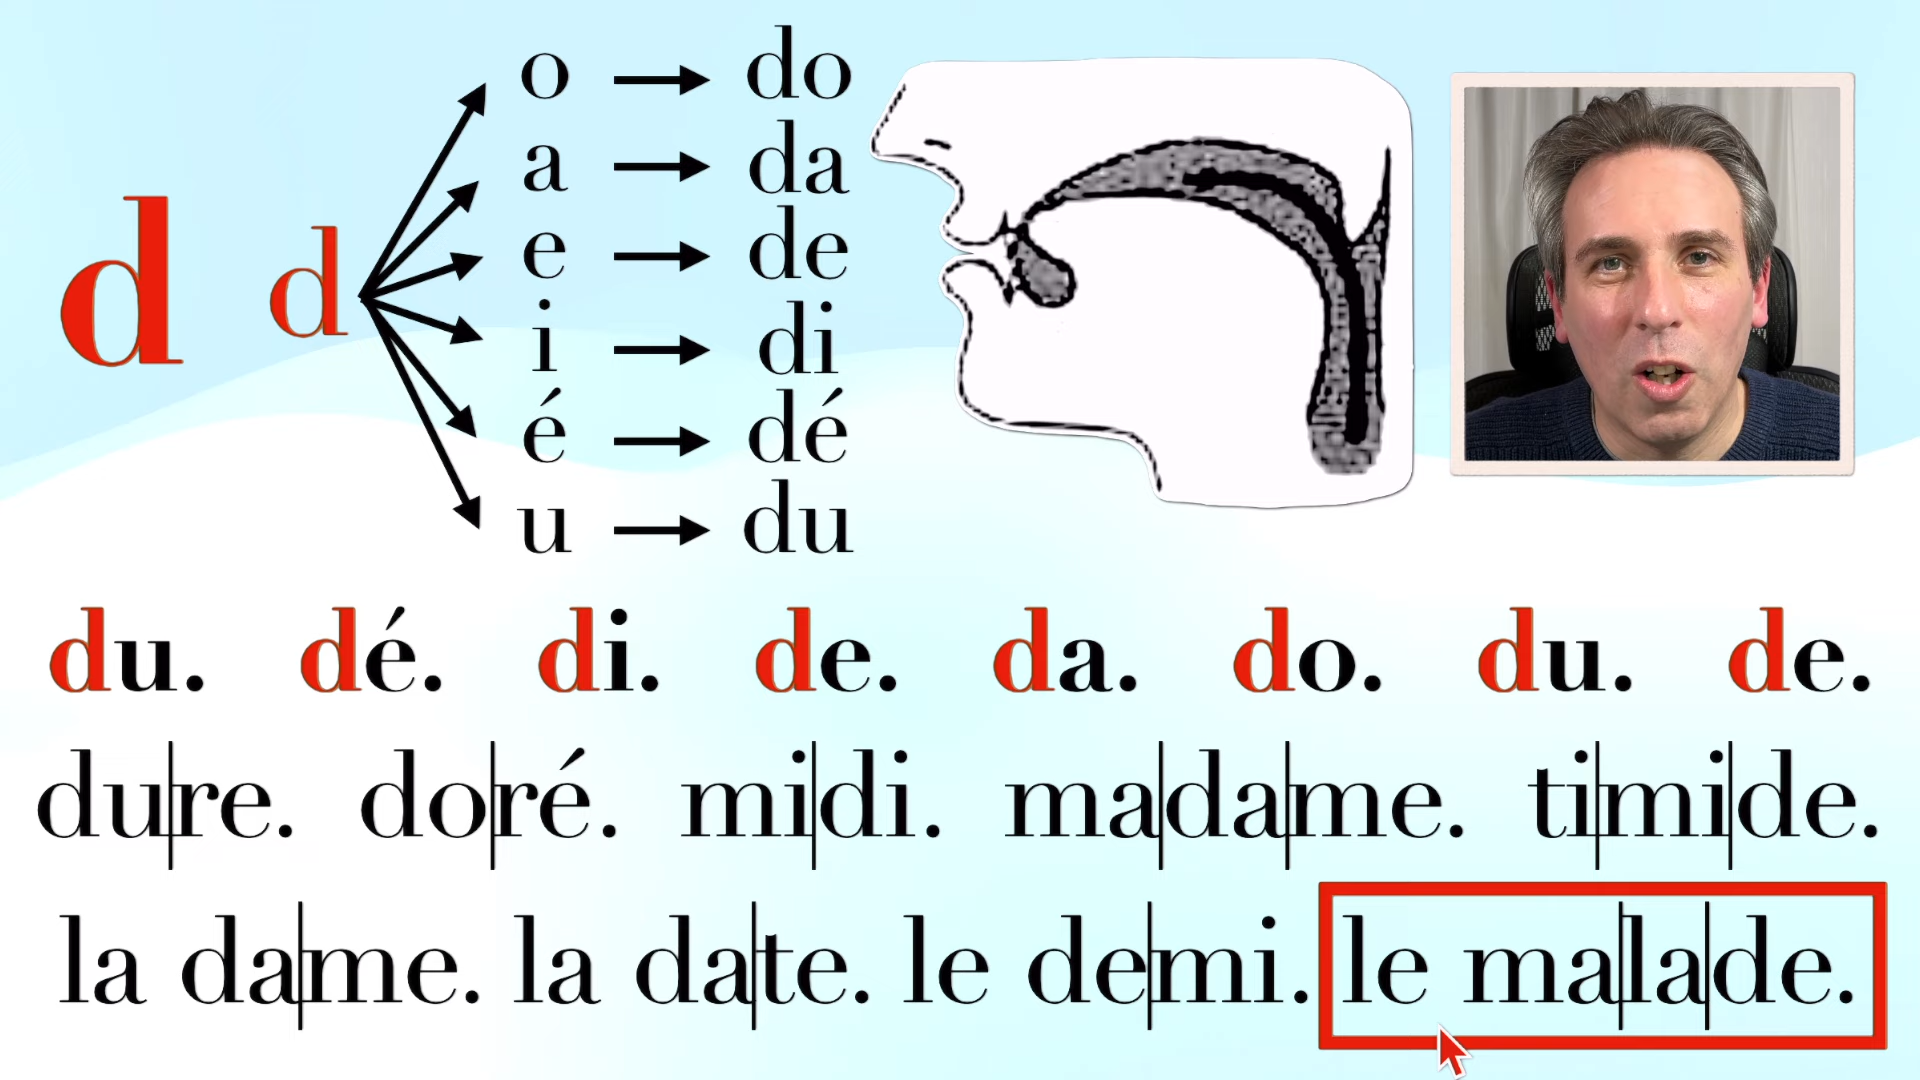 d d
o → do
a → da
e → de
i → di
é → dé
u → du
du. dé. di. de. da. do. du. de.
du|re. do|ré. mi|di. ma|da|me. ti|mi|de.
la da|me. la da|te. le de|mi. le ma|la|de.